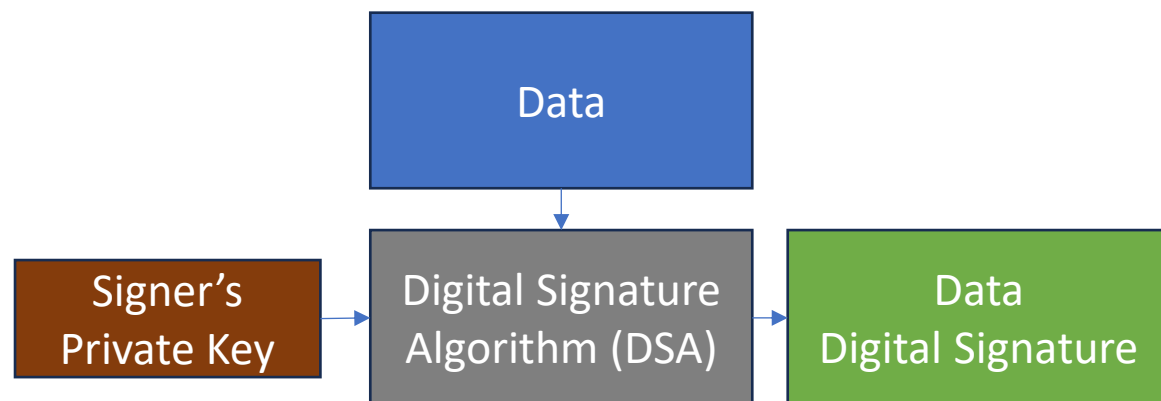 Data
Signer’s
Private Key
Digital Signature
Algorithm (DSA)
Data
Digital Signature